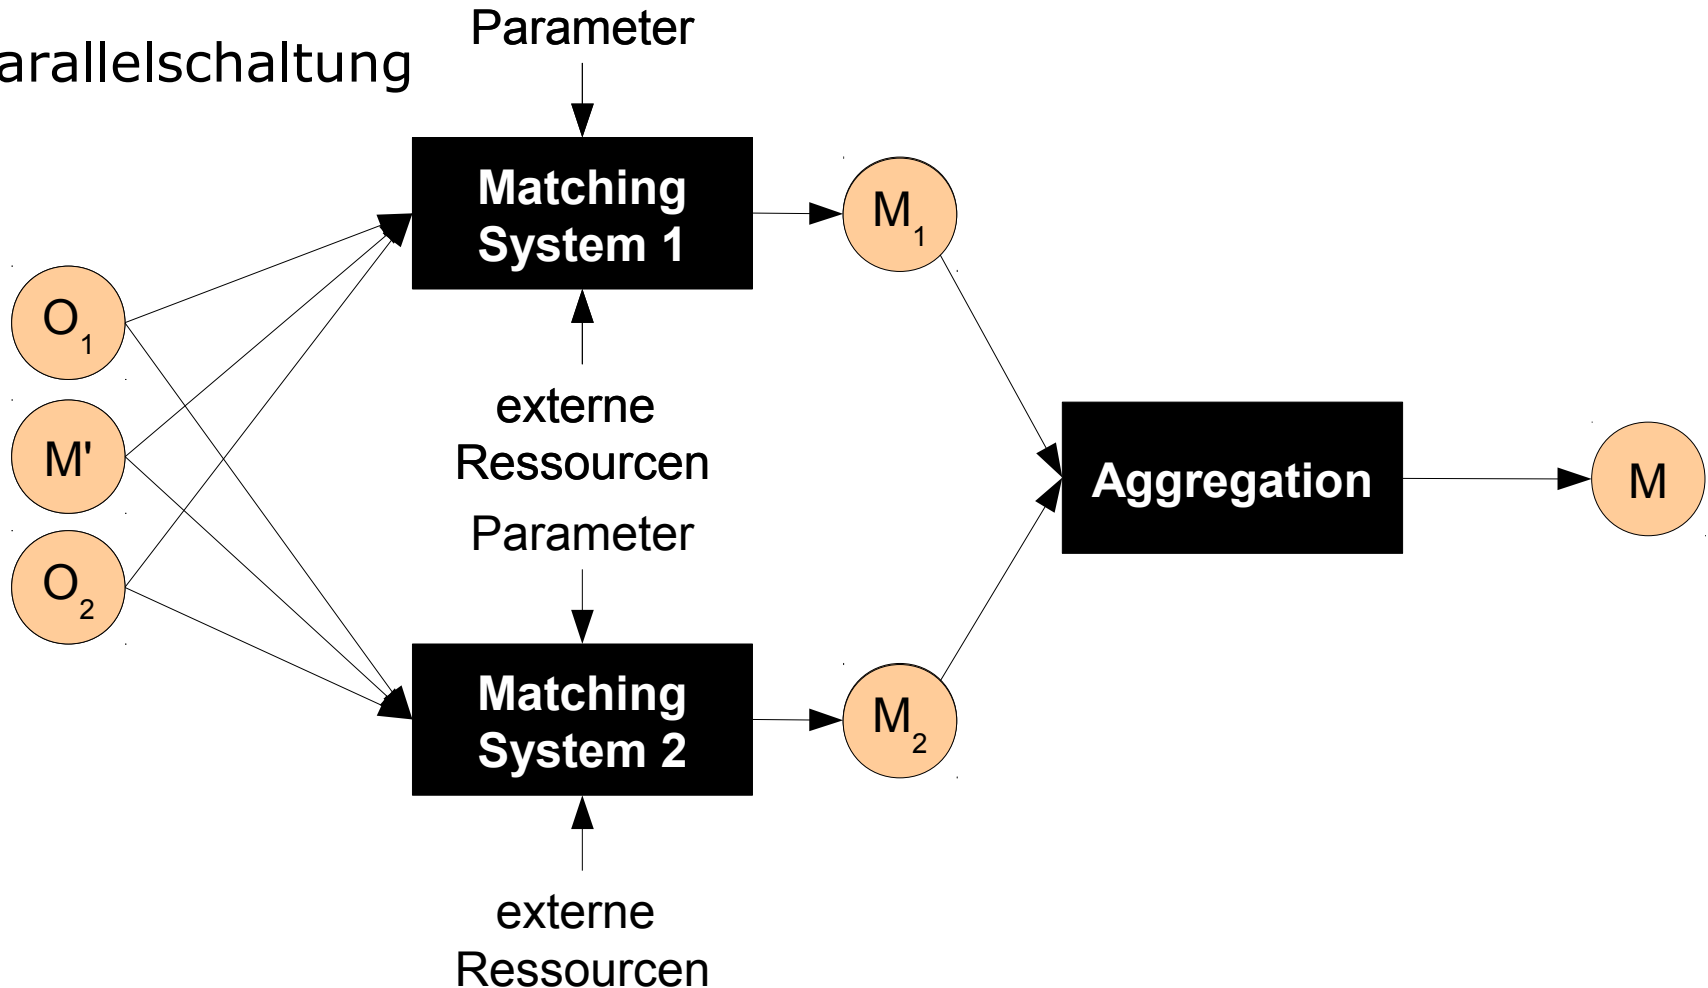 Parameter
arallelschaltung
Matching
System 1
M1
O1
externe
Ressourcen
M'
Aggregation
M
Parameter
O2
Matching
System 2
M2
externe
Ressourcen